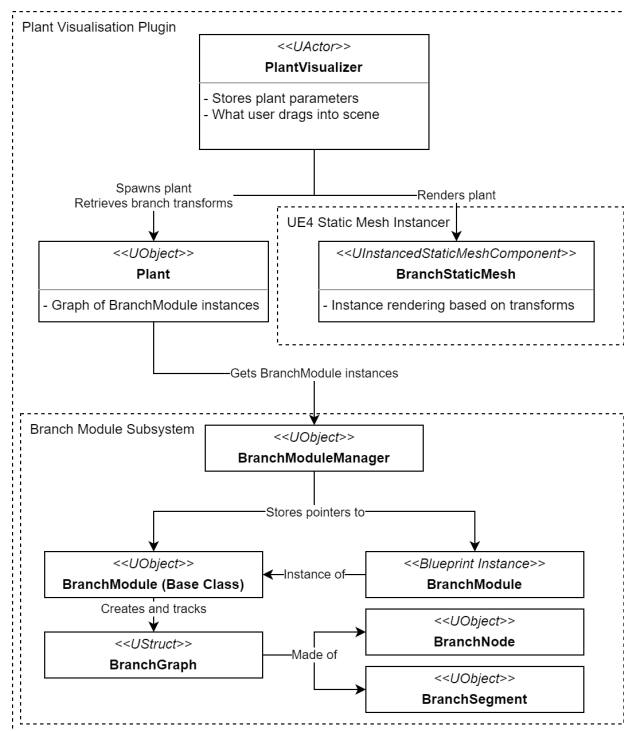 Plant Visualisation Plugin
<<UActor>>
PlantVisualizer
- Stores plant parameters
- What user drags into scene
Spawns plant
Retrieves branch transforms
Renders plant
UE4 Static Mesh Instancer
<<UObject>>
Plant
- Graph of BranchModule instances
<<UInstancedStaticMeshComponent>>
BranchStaticMesh
- Instance rendering based on transforms
Gets BranchModule instances
Branch Module Subsystem
<<UObject>>
BranchModuleManager
Stores pointers to
<<UObject>>
BranchModule (Base Class)
Instance of
<<Blueprint Instance>>
BranchModule
Creates and tracks
<<UStruct>>
BranchGraph
Made of
<<UObject>>
BranchNode
<<UObject>>
BranchSegment